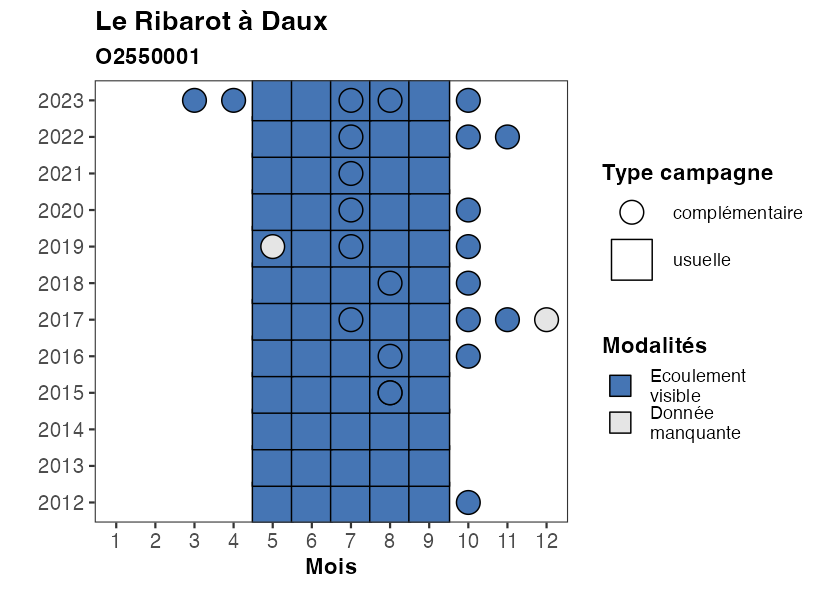 Le Ribarot à Daux
O2550001
2023
2022
2021
2020
2019
2018
2017
2016
2015
2014
2013
2012
1 2 3 4 5 6 7 8 9 10 11 12
Mois
Type campagne
complémentaire
usuelle
Modalités
Ecoulement
visible
Donnée
manquante